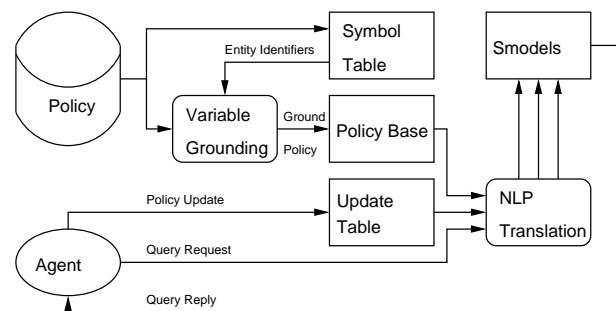 Symbol
Table
Smodels
Entity Identifiers
Policy
Variable
Grounding
Ground
Policy
Policy Base
Policy Update
Update
Table
NLP
Translation
Agent
Query Request
Query Reply